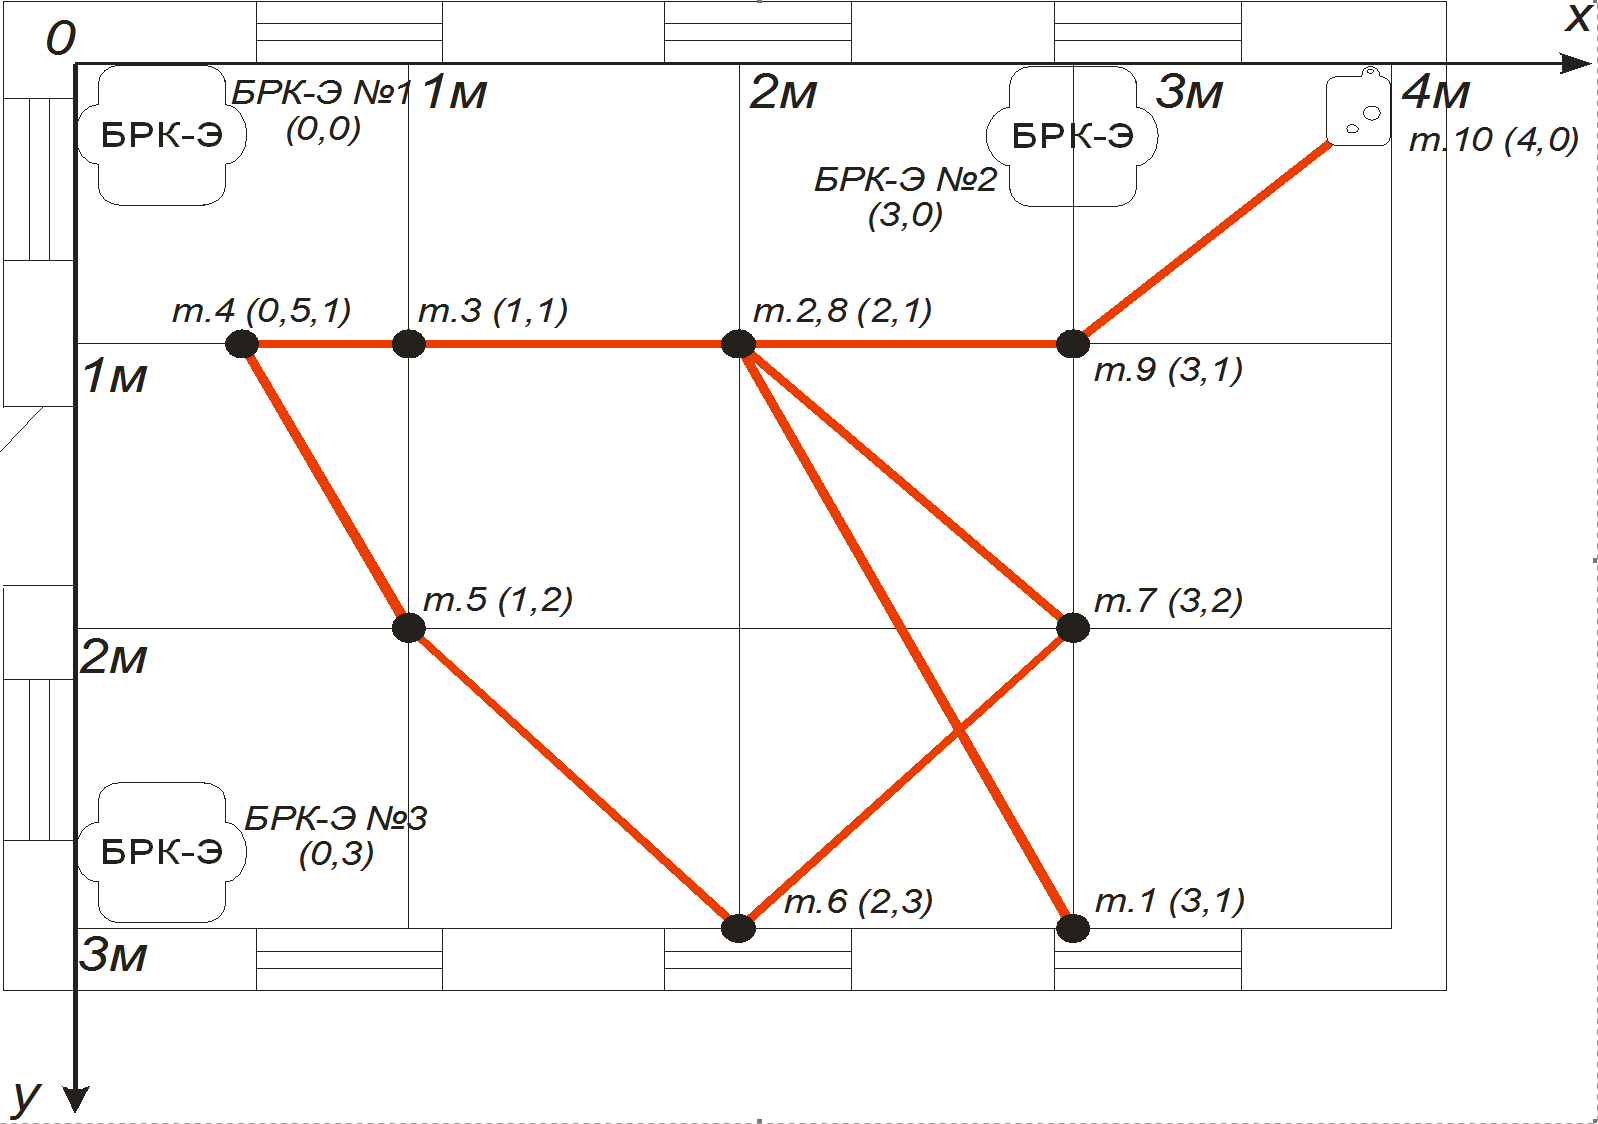 0
x
БРК-Э №1
(0,0)
БРК-Э
1м
2м
БРК-Э
3м
4м
т.10 (4,0)
БРК-Э №2
(3,0)
т.4 (0,5,1)
т.3 (1,1)
т.2,8 (2,1)
1м
т.9 (3,1)
т.5 (1,2)
т.7 (3,2)
2м
БРК-Э №3
(0,3)
БРК-Э
т.6 (2,3)
т.1 (3,1)
3м
y